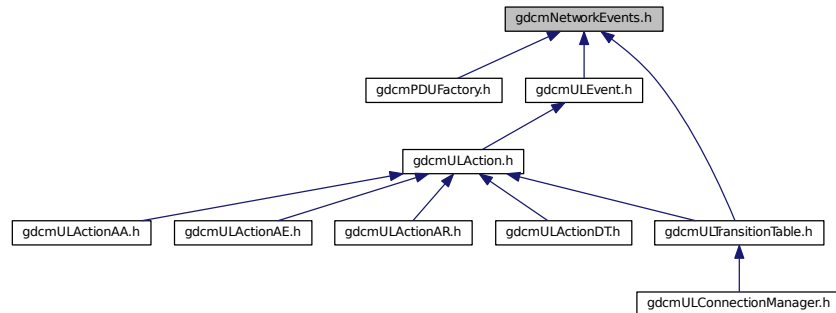 gdcmNetworkEvents.h
gdcmPDUFactory.h
gdcmULEvent.h
gdcmULAction.h
gdcmULActionAA.h
gdcmULActionAE.h
gdcmULActionAR.h
gdcmULActionDT.h
gdcmULTransitionTable.h
gdcmULConnectionManager.h